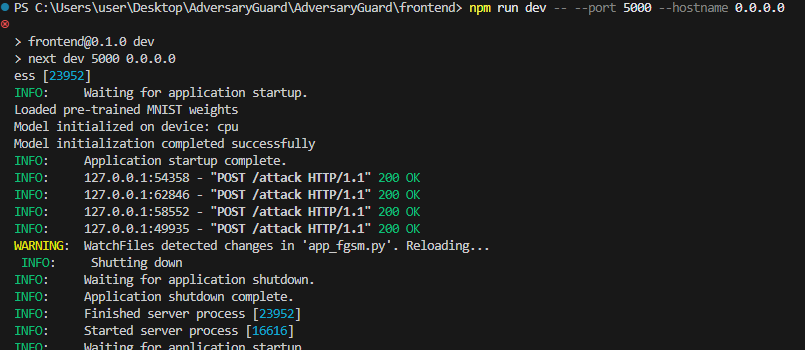 PS C:\Users\user\Desktop\AdversaryGuard\AdversaryGuard\frontend> npm run dev -- --port 5000 --hostname 0.0.0.0
> frontend@0.1.0 dev
> next dev 5000 0.0.0.0
ess [23952]
INFO:     Waiting for application startup.
Loaded pre-trained MNIST weights
Model initialized on device: cpu
Model initialization completed successfully
INFO:     Application startup complete.
INFO:     127.0.0.1:54358 - "POST /attack HTTP/1.1" 200 OK
INFO:     127.0.0.1:62846 - "POST /attack HTTP/1.1" 200 OK
INFO:     127.0.0.1:58552 - "POST /attack HTTP/1.1" 200 OK
INFO:     127.0.0.1:49935 - "POST /attack HTTP/1.1" 200 OK
WARNING:  WatchFiles detected changes in 'app_fgsm.py'. Reloading...
 INFO:     Shutting down
INFO:     Waiting for application shutdown.
INFO:     Application shutdown complete.
INFO:     Finished server process [23952]
INFO:     Started server process [16616]
INFO:     Waiting for application startup.